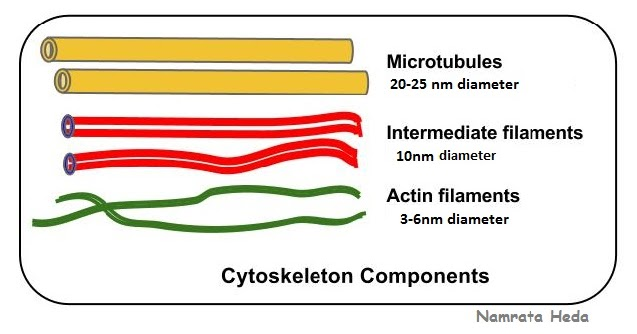 Microtubules
20-25 nm diameter
Intermediate filaments
10nm diameter
Actin filaments
3-6nm diameter
Cytoskeleton Components
Namrata Heda